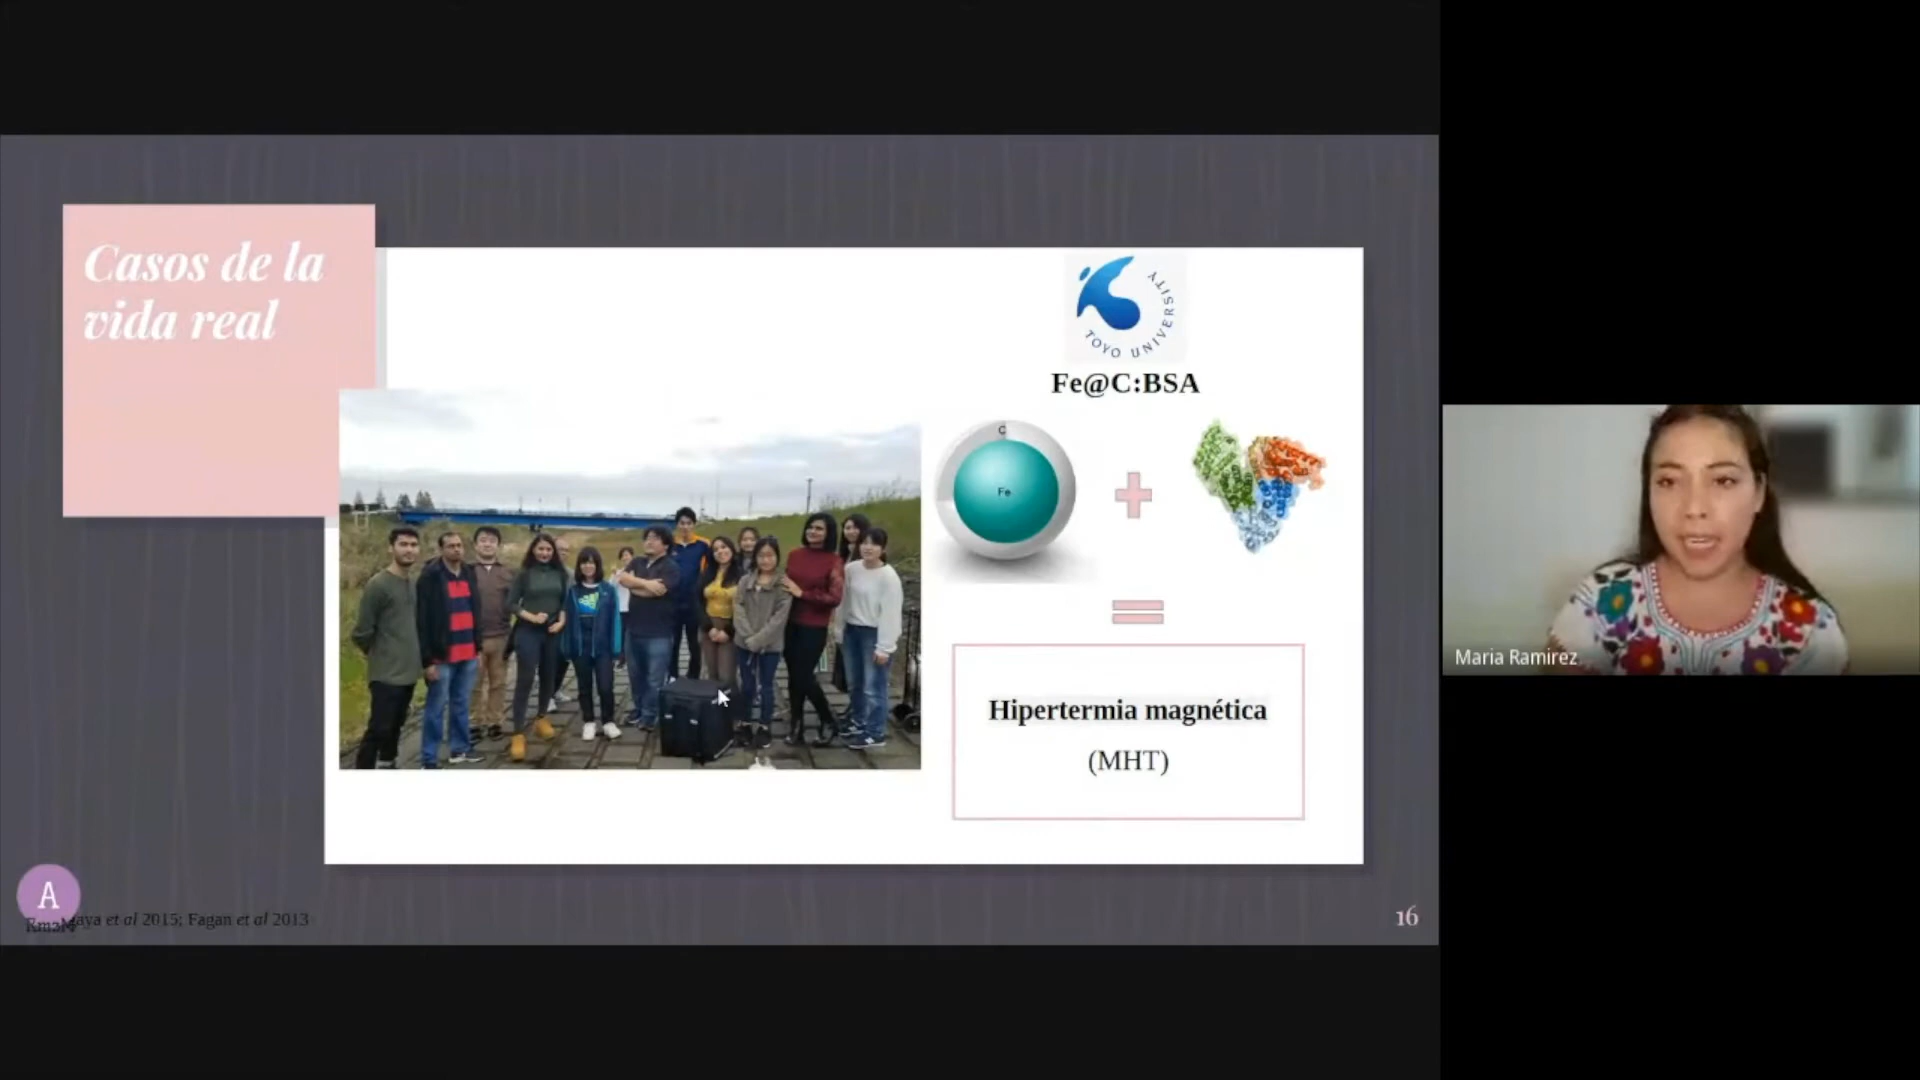 Casos de la
vida real
TOYO UNIVERSITY
Fe@C:BSA
C
Fe
Hipertermia magnética
(MHT)
Maria Ramirez
A
et al 2015; Fagan et al 2013
16